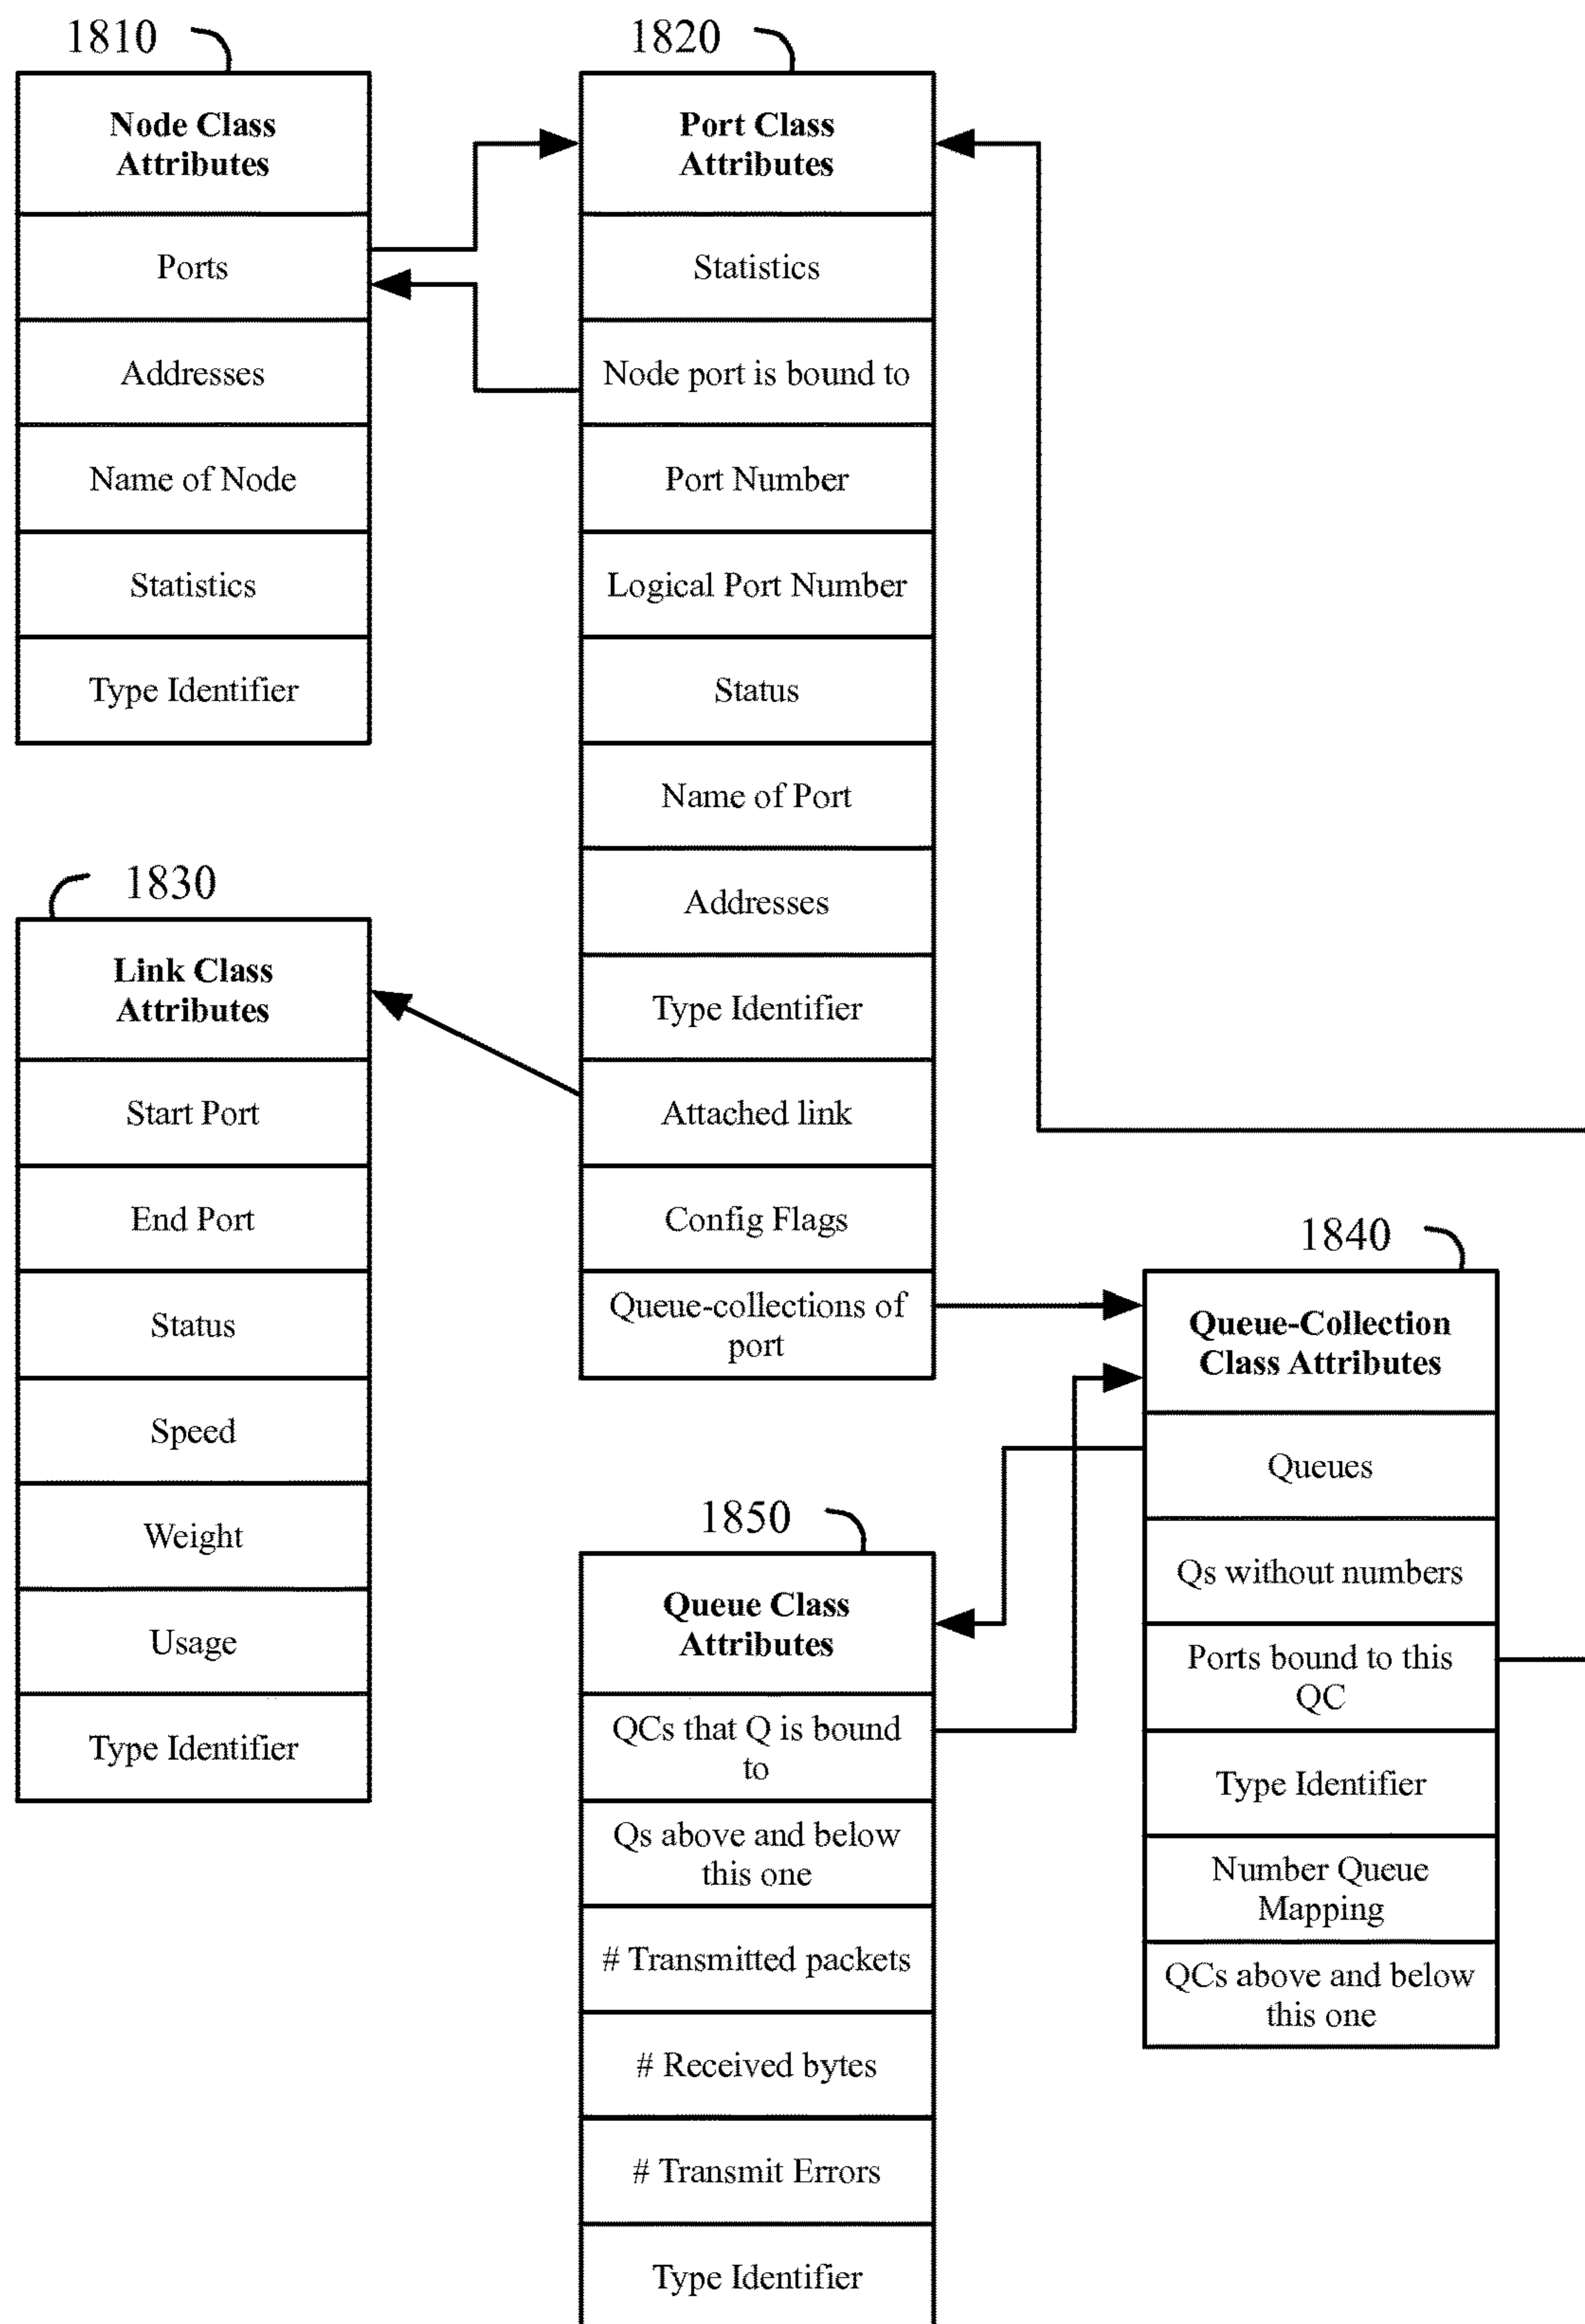 1810
Node Class
Attributes
Ports
Addresses
Name of Node
Statistics
Type Identifier
1820
Port Class
Attributes
Statistics
Node port is bound to
Port Number
Logical Port Number
Status
Name of Port
Addresses
Type Identifier
Attached link
Config Flags
Queue-collections of
port
1830
Link Class
Attributes
Start Port
End Port
Status
Speed
Weight
Usage
Type Identifier
1840
Queue-Collection
Class Attributes
Queues
Qs without numbers
Ports bound to this
QC
Type Identifier
Number Queue
Mapping
QCs above and below
this one
1850
Queue Class
Attributes
QCs that Q is bound
to
Qs above and below
this one
# Transmitted packets
# Received bytes
# Transmit Errors
Type Identifier